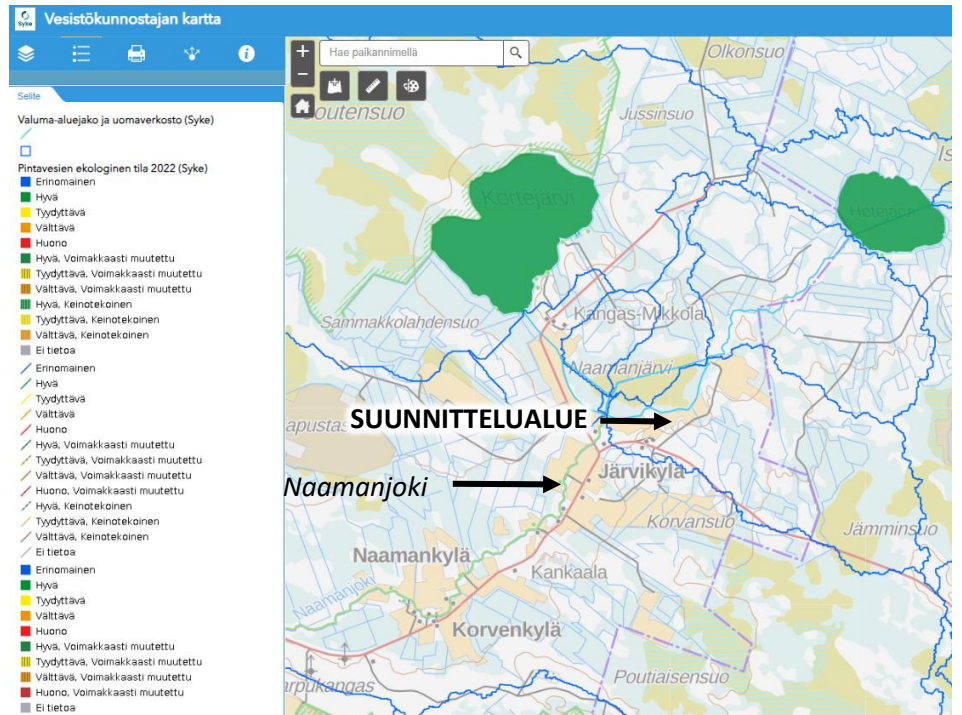 Syke
Vesistökunnostajan kartta
Selite
Valuma-aluejako ja uomaverkosto (Syke)
Pintavesien ekologinen tila 2022 (Syke)
Erinomainen
Hyvä
Tyydyttävä
Välttävä
Huono
Hyvä, Voimakkaasti muutettu
Tyydyttävä, Voimakkaasti muutettu
Välttävä, Voimakkaasti muutettu
Hyvä, Keinotekoinen
Tyydyttävä, Keinotekoinen
Välttävä, Keinotekoinen
Ei tietoa
Erinomainen
Hyvä
Tyydyttävä
Välttävä
Huono
Hyvä, Voimakkaasti muutettu
Tyydyttävä, Voimakkaasti muutettu
Välttävä, Voimakkaasti muutettu
Huono, Voimakkaasti muutettu
Hyvä, Keinotekoinen
Tyydyttävä, Keinotekoinen
Välttävä, Keinotekoinen
Ei tietoa
Erinomainen
Hyvä
Tyydyttävä
Välttävä
Huono
Hyvä, Voimakkaasti muutettu
Tyydyttävä, Voimakkaasti muutettu
Välttävä, Voimakkaasti muutettu
Huono, Voimakkaasti muutettu
Ei tietoa
+
−
Hae paikannimellä
Olkonsuo
outensuo
Jussinsuo
Is
Kortejärvi
Kangas-Mikkola
Sammakkolahdensuo
Naamanjärvi
SUUNNITTELUALUE
apustas
Järvikylä
Naamanjoki
Korvansuo
Jämminsuo
Naamankylä
Kankaala
Naamanjoki
Korvenkylä
Poutiaisensuo
arpukangas